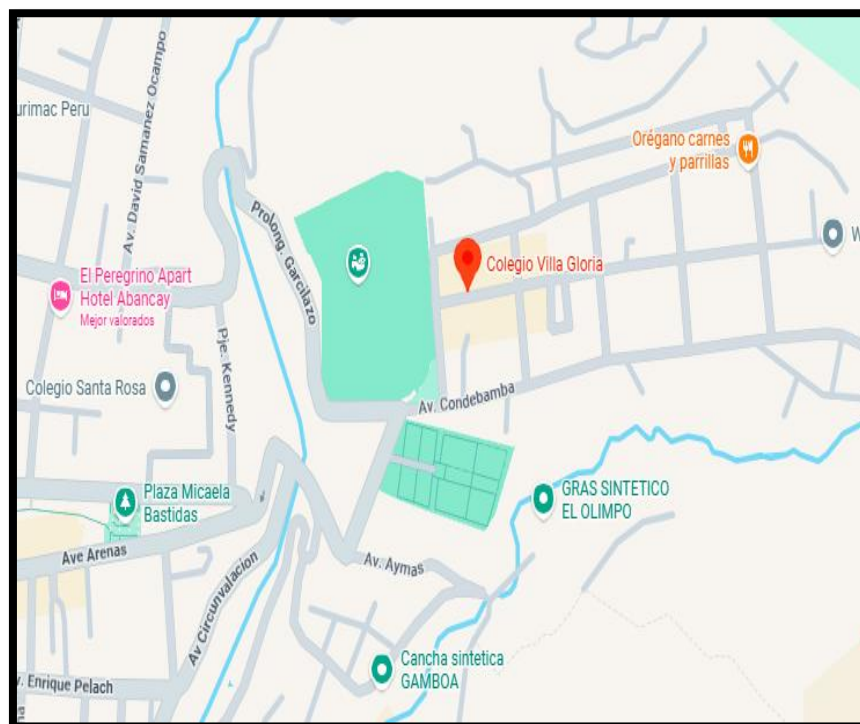 urimac Peru
Av. David Samanez Ocampo
Orégano carnes
y parrillas
W
Prolong. Garcilazo
Colegio Villa Gloria
El Peregrino Apart
Hotel Abancay
Mejor valorados
Pje. Kennedy
Colegio Santa Rosa
Av. Condebamba
Plaza Micaela
Bastidas
GRAS SINTETICO
EL OLIMPO
Ave Arenas
Av. Aymas
Av Circunvalacion
Cancha sintetica
GAMBOA
v. Enrique Pelach
na